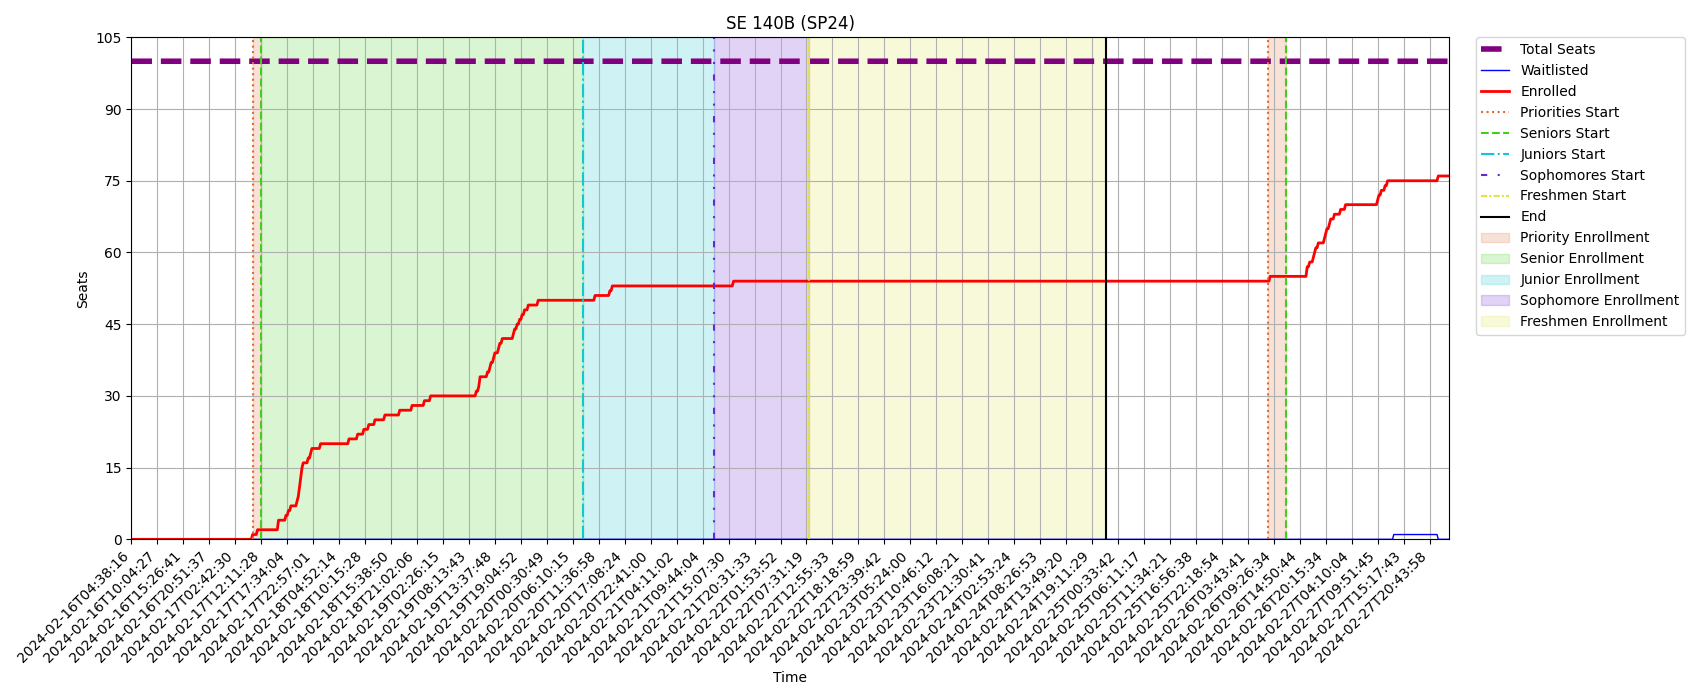 SE 140B (SP24)
105
90
75
60
45
30
15
0
Seats
2024-02-16T04:38:16
2024-02-16T10:04:27
2024-02-16T15:26:41
2024-02-16T20:51:37
2024-02-17T02:42:30
2024-02-17T12:11:28
2024-02-17T17:34:04
2024-02-17T22:57:01
2024-02-18T04:52:14
2024-02-18T10:15:28
2024-02-18T15:38:50
2024-02-18T21:02:06
2024-02-19T02:26:15
2024-02-19T08:13:43
2024-02-19T13:37:48
2024-02-19T19:04:52
2024-02-20T00:30:49
2024-02-20T06:10:15
2024-02-20T11:36:58
2024-02-20T17:08:24
2024-02-20T22:41:00
2024-02-21T04:11:02
2024-02-21T09:44:04
2024-02-21T15:07:30
2024-02-21T20:31:33
2024-02-22T01:53:52
2024-02-22T07:31:19
2024-02-22T12:55:33
2024-02-22T18:18:59
2024-02-22T23:39:42
2024-02-23T05:24:00
2024-02-23T10:46:12
2024-02-23T16:08:21
2024-02-23T21:30:41
2024-02-24T02:53:24
2024-02-24T08:26:53
2024-02-24T13:49:20
2024-02-24T19:11:29
2024-02-25T00:33:42
2024-02-25T06:11:17
2024-02-25T11:34:21
2024-02-25T16:56:38
2024-02-25T22:18:54
2024-02-26T03:43:41
2024-02-26T09:26:34
2024-02-26T14:50:44
2024-02-26T20:15:34
2024-02-27T04:10:04
2024-02-27T09:51:45
2024-02-27T15:17:43
2024-02-27T20:43:58
Time
Total Seats
Waitlisted
Enrolled
Priorities Start
Seniors Start
Juniors Start
Sophomores Start
Freshmen Start
End
Priority Enrollment
Senior Enrollment
Junior Enrollment
Sophomore Enrollment
Freshmen Enrollment